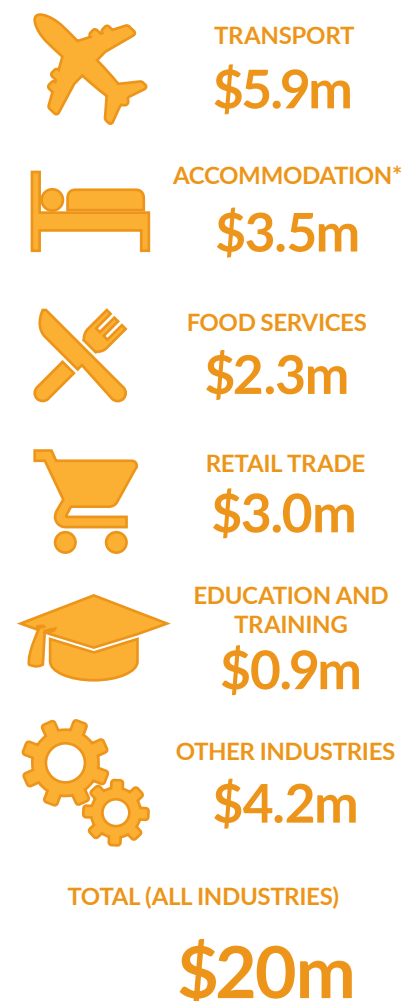 TRANSPORT
$5.9m
ACCOMMODATION*
$3.5m
FOOD SERVICES
$2.3m
RETAIL TRADE
$3.0m
EDUCATION AND
TRAINING
$0.9m
OTHER INDUSTRIES
$4.2m
TOTAL (ALL INDUSTRIES)
$20m